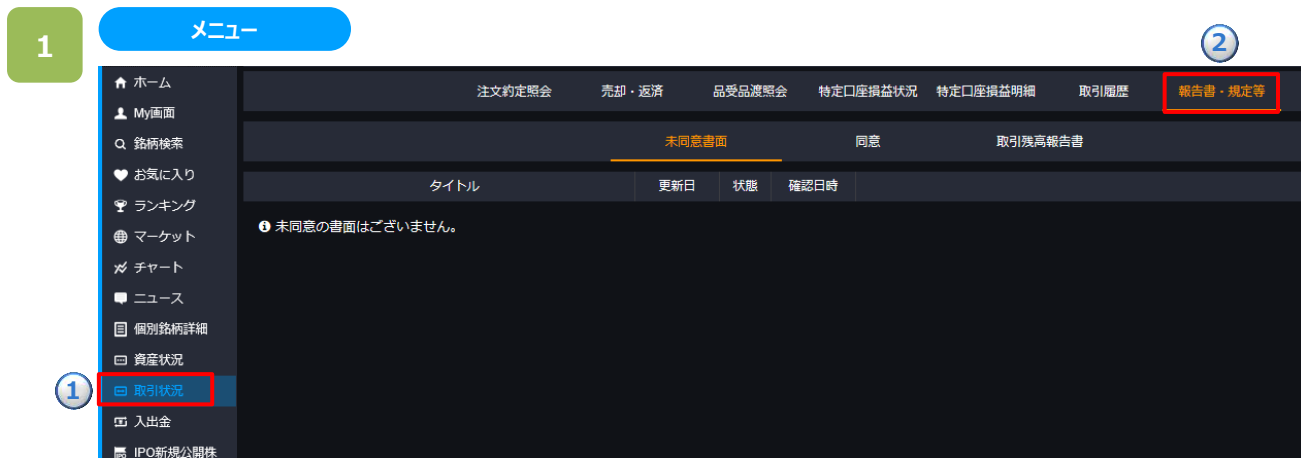 1
メニュー
2
ホーム
注文約定照会 売却・返済 品受品渡照会 特定口座損益状況 特定口座損益明細 取引履歴 報告書・規定等
My画面
銘柄検索
未同意書面 同意 取引残高報告書
お気に入り
タイトル 更新日 状態 確認日時
ランキング
未同意の書面はございません。
マーケット
チャート
ニュース
個別銘柄詳細
資産状況
1
取引状況
入出金
IPO新規公開株